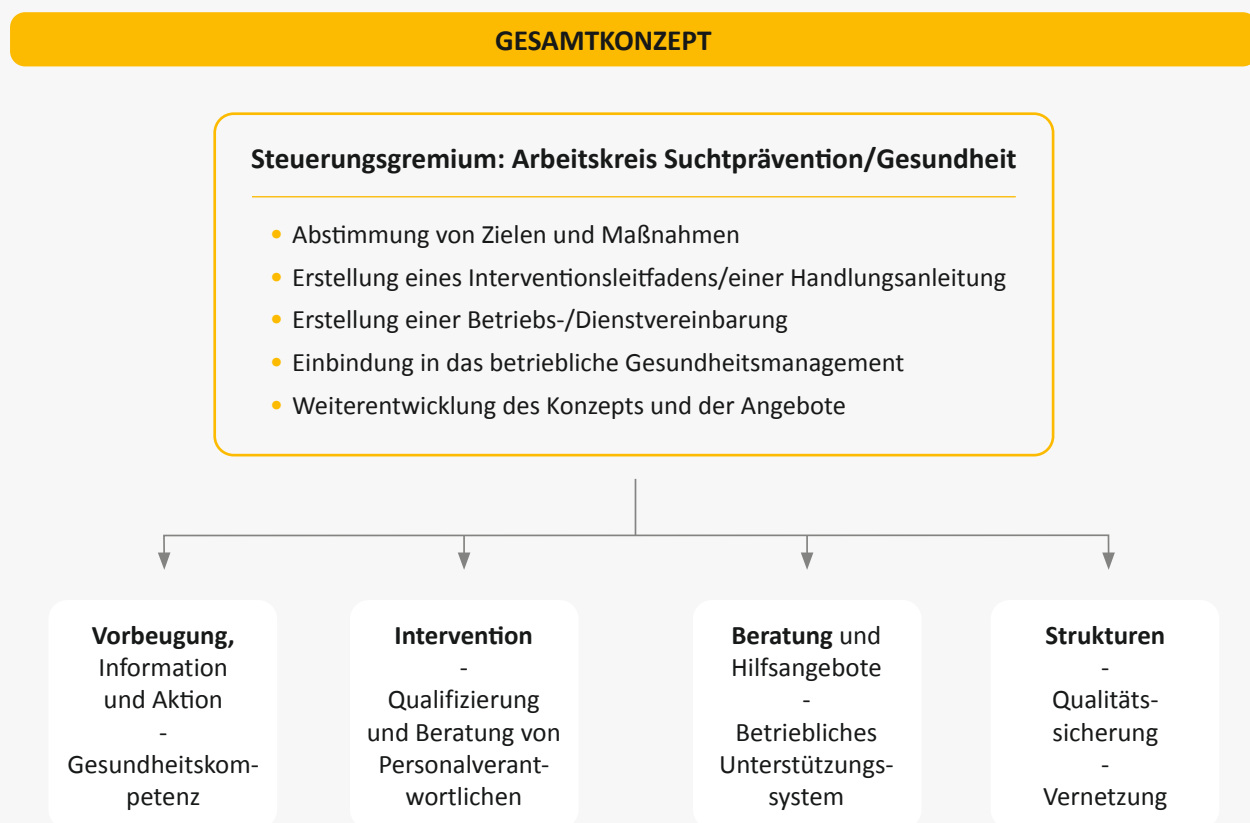 GESAMTKONZEPT
Steuerungsgremium: Arbeitskreis Suchtprävention/Gesundheit
• Abstimmung von Zielen und Maßnahmen
• Erstellung eines Interventionsleitfadens/einer Handlungsanleitung
• Erstellung einer Betriebs-/Dienstvereinbarung
• Einbindung in das betriebliche Gesundheitsmanagement
• Weiterentwicklung des Konzepts und der Angebote
Vorbeugung,
Information
und Aktion
-
Gesundheitskom-
petenz
Intervention
-
Qualifizierung
und Beratung von
Personalverant-
wortlichen
Beratung und
Hilfsangebote
-
Betriebliches
Unterstützungs-
system
Strukturen
-
Qualitäts-
sicherung
-
Vernetzung